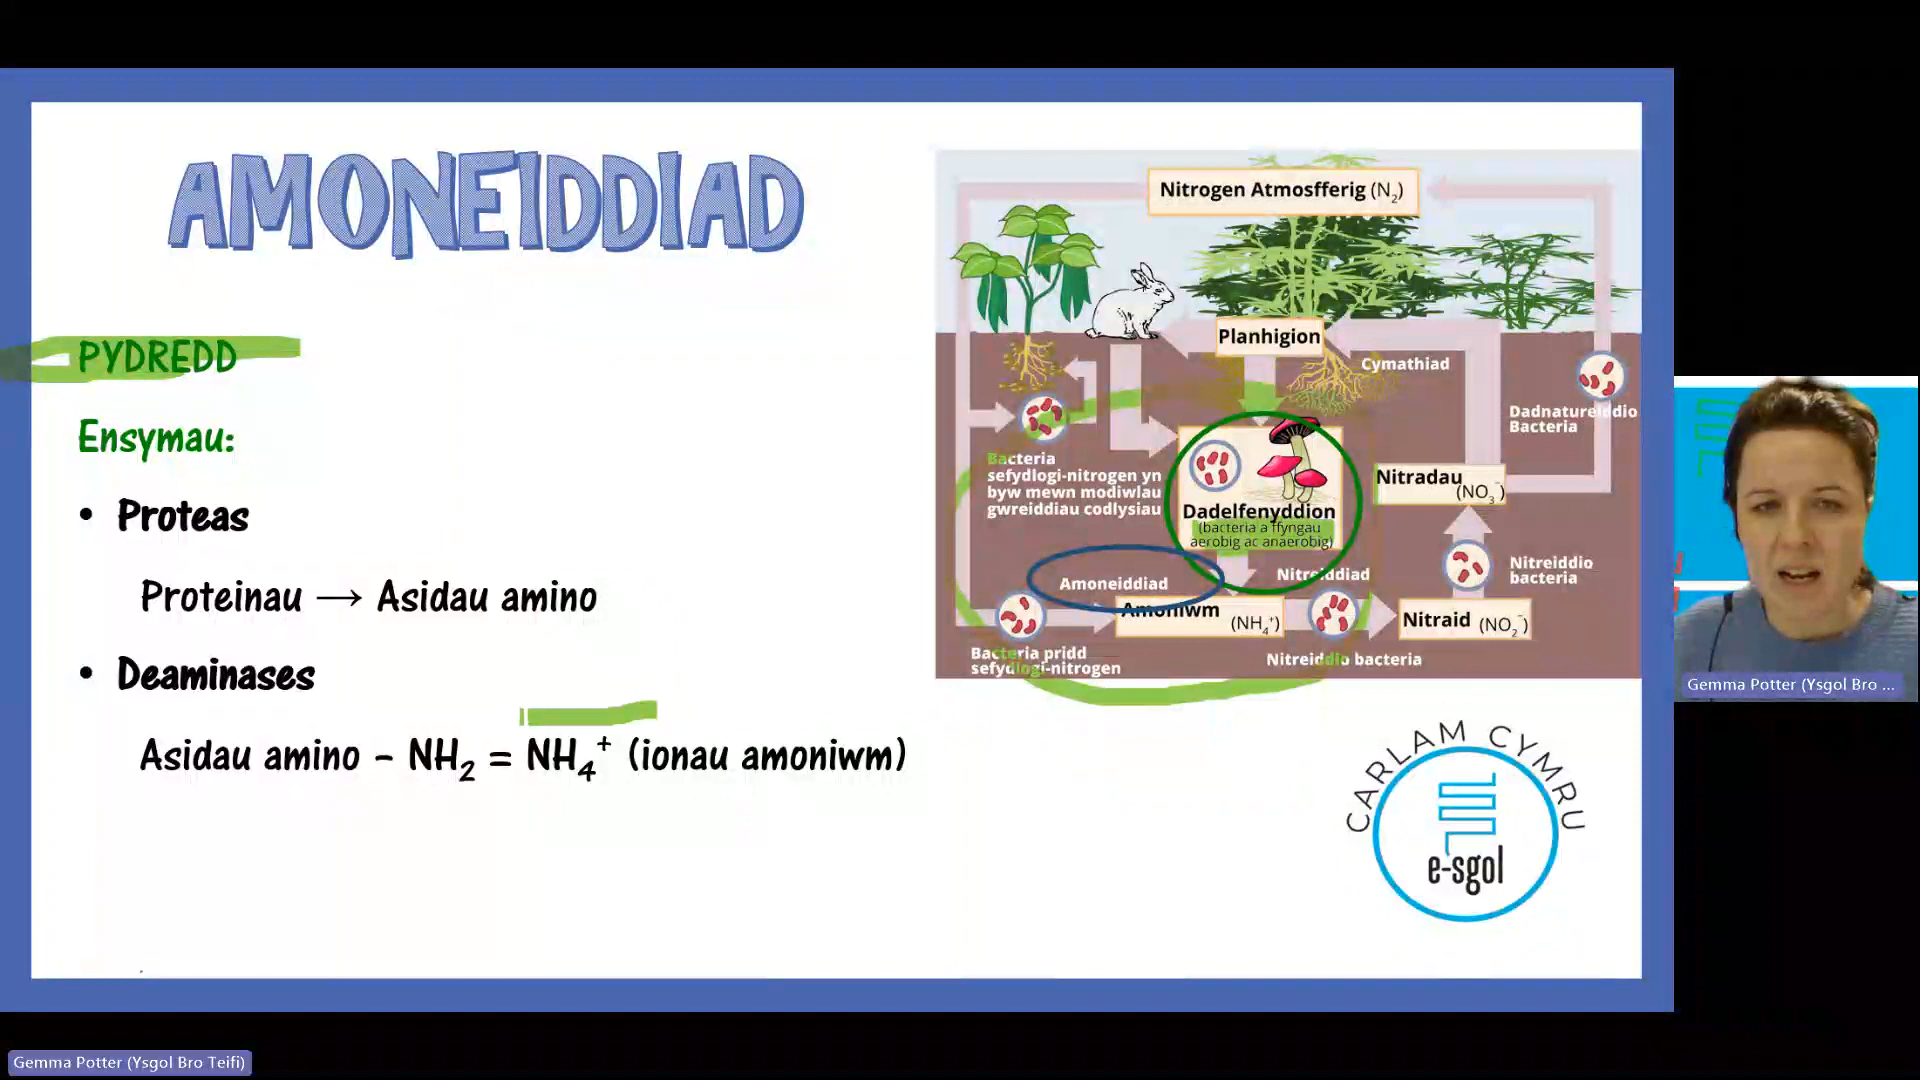 AMONEIDDIAD
PYDREDD
Ensymau:
• Proteas
Proteinau → Asidau amino
• Deaminases
Asidau amino – NH₂ = NH₄⁺ (ionau amoniwm)
Nitrogen Atmosfferig (N₂)
Planhigion
Cymathiad
Dadnatureiddio
Bacteria
Bacteria
sefydlogi-nitrogen yn
byw mewn modiwlau
gwreiddiau codlysiau
Dadelfenyddion
(bacteria a ffyngau
aerobig ac anaerobig)
Nitradau
(NO₃⁻)
Amoneiddiad
Nitreiddiad
Nitreiddio
bacteria
Amoniwm
(NH₄⁺)
Nitraid (NO₂⁻)
Bacteria pridd
sefydlogi-nitrogen
Nitreiddio bacteria
CARLAM CYMRU
e-sgol
Gemma Potter (Ysgol Bro ...
Gemma Potter (Ysgol Bro Teifi)